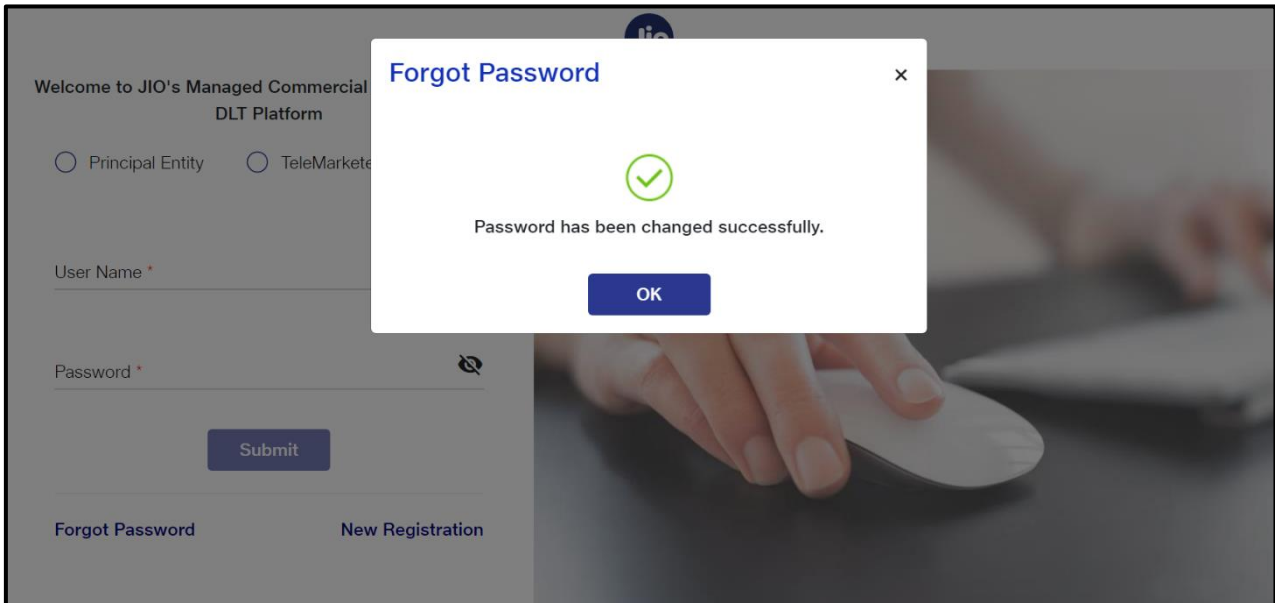 Jio
Forgot Password
×
Welcome to JIO's Managed Commercial
DLT Platform
Principal Entity
Password has been changed successfully.
OK
User Name *
Password *
Submit
Forgot Password
New Registration